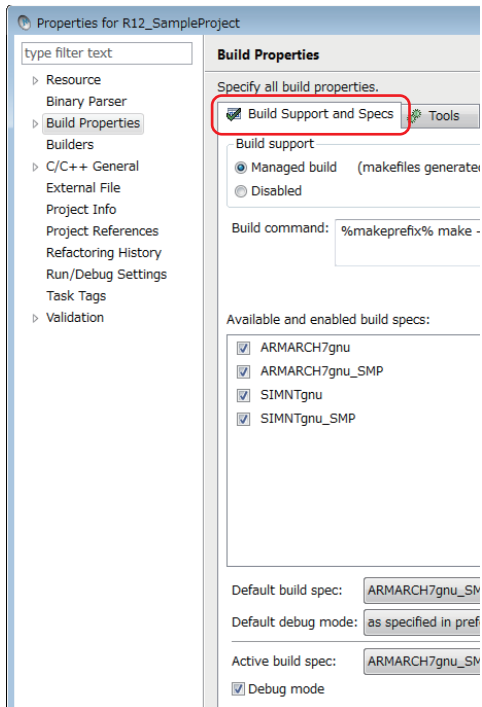 Properties for R12_SampleProject
type filter text
Resource
Binary Parser
Build Properties
Builders
C/C++ General
External File
Project Info
Project References
Refactoring History
Run/Debug Settings
Task Tags
Validation
Build Properties
Specify all build properties.
Build Support and Specs
Tools
Build support
Managed build (makefiles generated
Disabled
Build command: %makeprefix% make -
Available and enabled build specs:
ARMARCH7gnu
ARMARCH7gnu_SMP
SIMNTgnu
SIMNTgnu_SMP
Default build spec: ARMARCH7gnu_SM
Default debug mode: as specified in pref
Active build spec: ARMARCH7gnu_SM
Debug mode